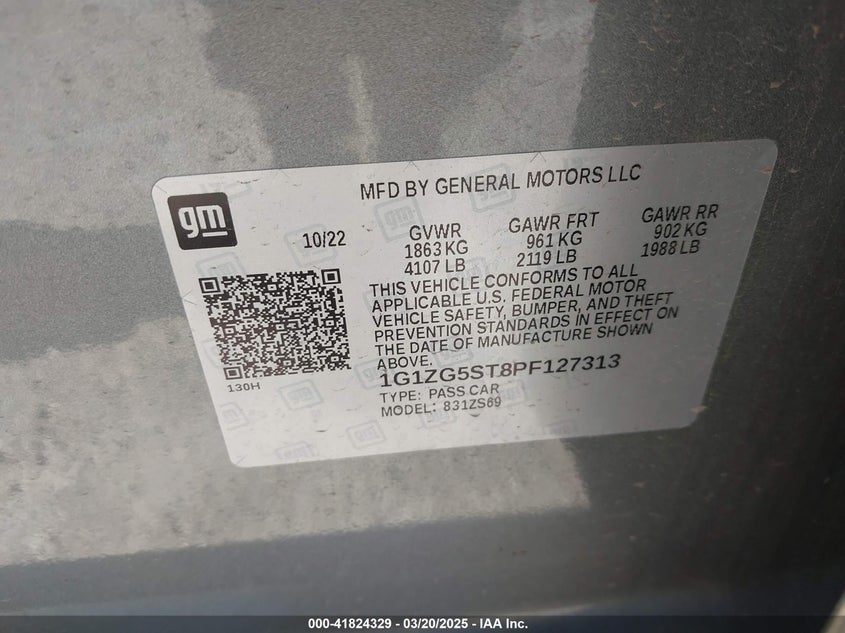 MFD BY GENERAL MOTORS LLC
gm
10/22
GVWR GAWR FRT GAWR RR
1863 KG 961 KG 902 KG
4107 LB 2119 LB 1988 LB
THIS VEHICLE CONFORMS TO ALL
APPLICABLE U.S. FEDERAL MOTOR
VEHICLE SAFETY, BUMPER, AND THEFT
PREVENTION STANDARDS IN EFFECT ON
THE DATE OF MANUFACTURE SHOWN
ABOVE.
130H
1G1ZG5ST8PF127313
TYPE: PASS CAR
MODEL: 831ZS69
000-41824329 - 03/20/2025 - IAA Inc.